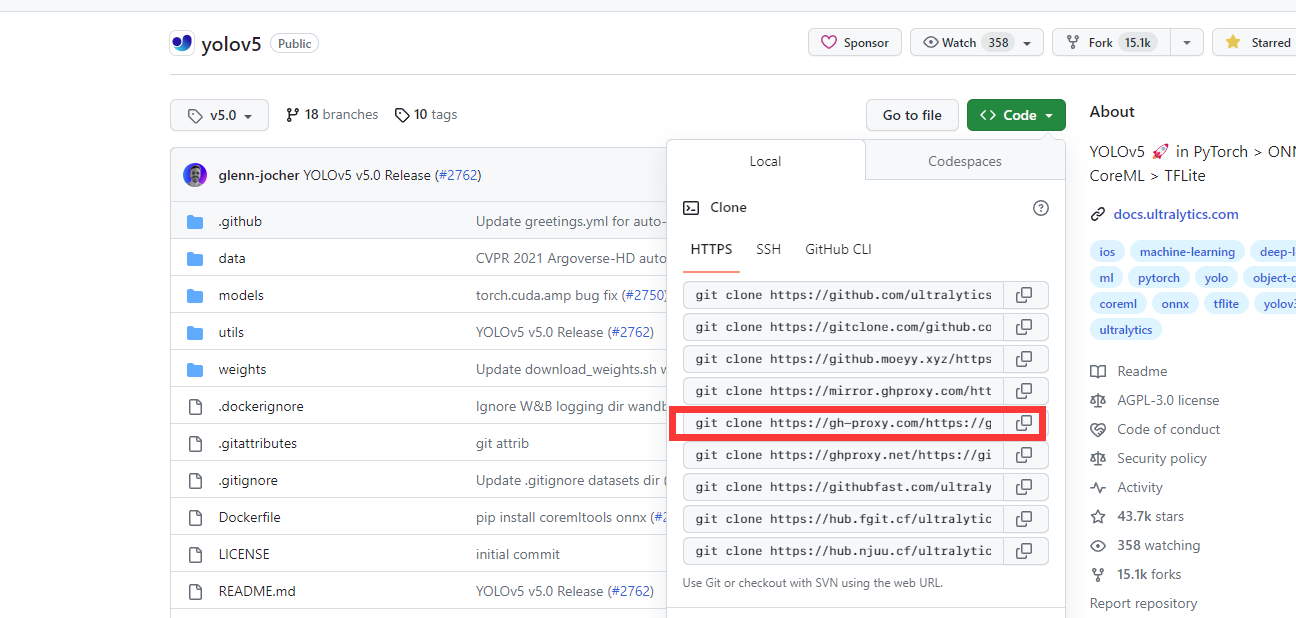 yolov5 Public
Sponsor Watch 358 Fork 15.1k Starred
v5.0 18 branches 10 tags Go to file <> Code
glenn-jocher YOLOv5 v5.0 Release (#2762)
.github Update greetings.yml for auto-
data CVPR 2021 Argoverse-HD auto
models torch.cuda.amp bug fix (#2750)
utils YOLOv5 v5.0 Release (#2762)
weights Update download_weights.sh w
.dockerignore Ignore W&B logging dir wandb
.gitattributes git attrib
.gitignore Update .gitignore datasets dir (
Dockerfile pip install coremltools onnx (#2
LICENSE initial commit
README.md YOLOv5 v5.0 Release (#2762)
Local Codespaces
Clone
HTTPS SSH GitHub CLI
git clone https://github.com/ultralytics
git clone https://gitclone.com/github.co
git clone https://github.moeyy.xyz/https
git clone https://mirror.ghproxy.com/htt
git clone https://gh-proxy.com/https://g
git clone https://ghproxy.net/https://gi
git clone https://githubfast.com/ultraly
git clone https://hub.fgit.cf/ultralytic
git clone https://hub.njuu.cf/ultralytic
Use Git or checkout with SVN using the web URL.
About
YOLOv5 🚀 in PyTorch > ONN
CoreML > TFLite
docs.ultralytics.com
ios machine-learning deep-l
ml pytorch yolo object-d
coreml onnx tflite yolov3
ultralytics
Readme
AGPL-3.0 license
Code of conduct
Security policy
Activity
43.7k stars
358 watching
15.1k forks
Report repository